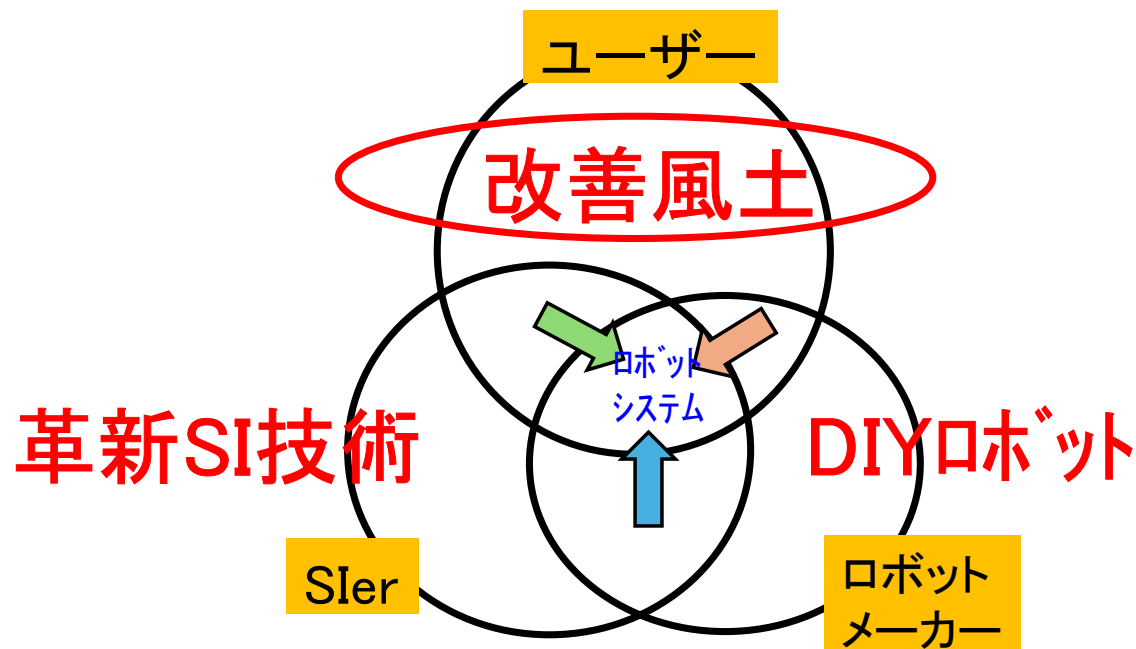 ユーザー
改善風土
ﾛﾎﾞｯﾄ
ｼｽﾃﾑ
革新SI技術
DIYﾛﾎﾞｯﾄ
SIer
ロボット
メーカー